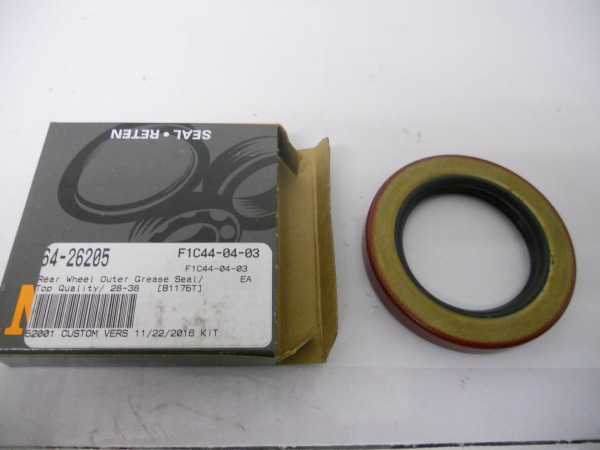 SEAL • RETEN
64-26205 F1C44-04-03
F1C44-04-03
Rear Wheel Outer Grease Seal/ EA
Top Quality/ 28-38 [B1175T]
52001 CUSTOM VERS 11/22/2016 KIT